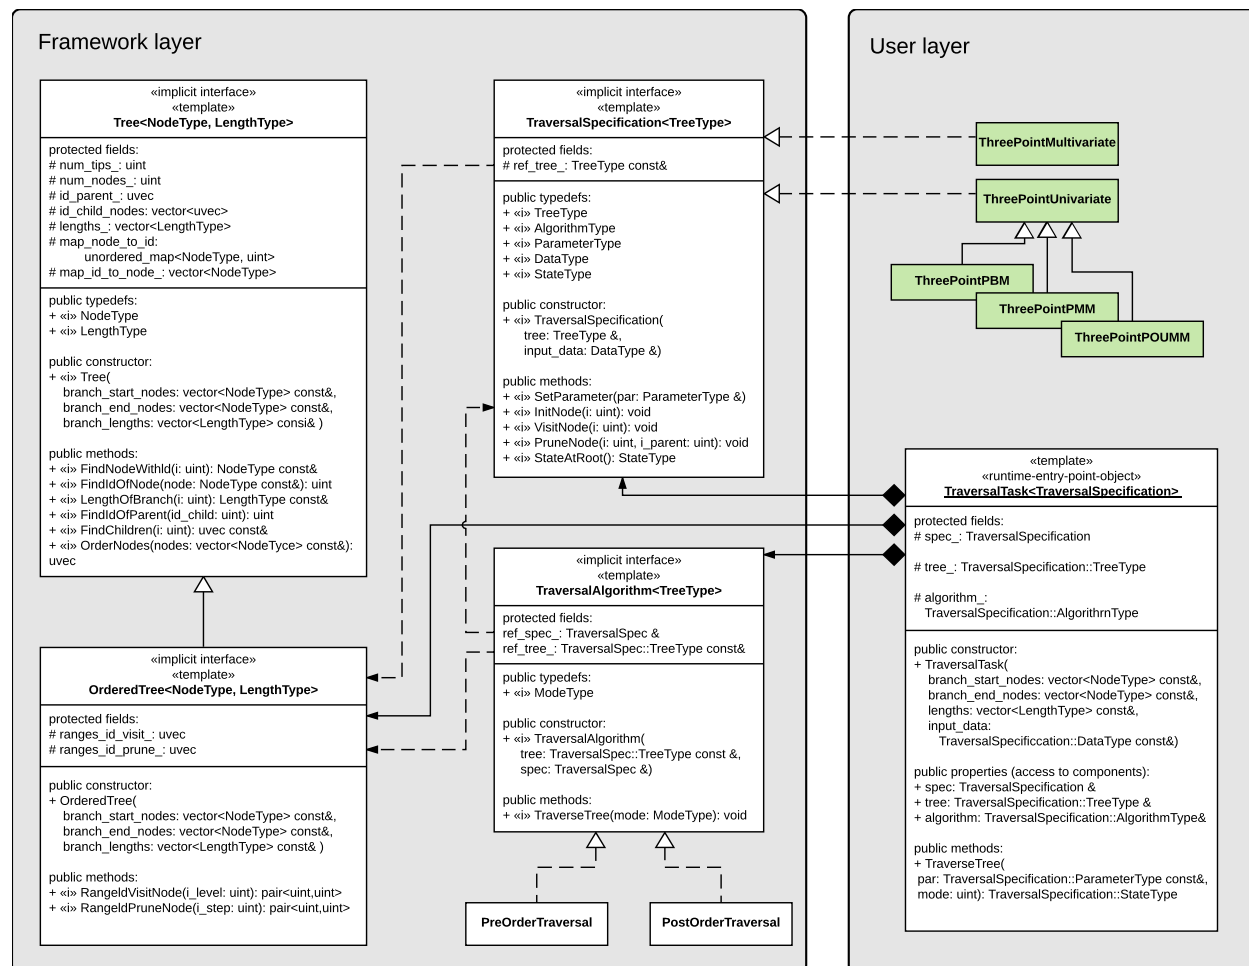 Framework layer
«implicit interface»
«template»
Tree<NodeType, LengthType>
protected fields:
# num_tips_: uint
# num_nodes_: uint
# id_parent_: uvec
# id_child_nodes: vector<uvec>
# lengths_: vector<LengthType>
# map_node_to_id:
unordered_map<NodeType, uint>
# map_id_to_node_: vector<NodeType>
public typedefs:
+ «i» NodeType
+ «i» LengthType
public constructor:
+ «i» Tree(
branch_start_nodes: vector<NodeType> const&,
branch_end_nodes: vector<NodeType> const&,
branch_lengths: vector<LengthType> consi& )
public methods:
+ «i» FindNodeWithId(i: uint): NodeType const&
+ «i» FindIdOfNode(node: NodeType const&): uint
+ «i» LengthOfBranch(i: uint): LengthType const&
+ «i» FindIdOfParent(id_child: uint): uint
+ «i» FindChildren(i: uint): uvec const&
+ «i» OrderNodes(nodes: vector<NodeTyce> const&):
uvec
«implicit interface»
«template»
OrderedTree<NodeType, LengthType>
protected fields:
# ranges_id_visit_: uvec
# ranges_id_prune_: uvec
public constructor:
+ OrderedTree(
branch_start_nodes: vector<NodeType> const&,
branch_end_nodes: vector<NodeType> const&,
branch_lengths: vector<LengthType> const& )
public methods:
+ «i» RangeIdVisitNode(i_level: uint): pair<uint,uint>
+ «i» RangeIdPruneNode(i_step: uint): pair<uint,uint>
«implicit interface»
«template»
TraversalSpecification<TreeType>
protected fields:
# ref_tree_: TreeType const&
public typedefs:
+ «i» TreeType
+ «i» AlgorithmType
+ «i» ParameterType
+ «i» DataType
+ «i» StateType
public constructor:
+ «i» TraversalSpecification(
tree: TreeType &,
input_data: DataType &)
public methods:
+ «i» SetParameter(par: ParameterType &)
+ «i» InitNode(i: uint): void
+ «i» VisitNode(i: uint): void
+ «i» PruneNode(i: uint, i_parent: uint): void
+ «i» StateAtRoot(): StateType
«implicit interface»
«template»
TraversalAlgorithm<TreeType>
protected fields:
ref_spec_: TraversalSpec &
ref_tree_: TraversalSpec::TreeType const&
public typedefs:
+ «i» ModeType
public constructor:
+ «i» TraversalAlgorithm(
tree: TraversalSpec::TreeType const &,
spec: TraversalSpec &)
public methods:
+ «i» TraverseTree(mode: ModeType): void
PreOrderTraversal
PostOrderTraversal
User layer
ThreePointMultivariate
ThreePointUnivariate
ThreePointPBM
ThreePointPMM
ThreePointPOUMM
«template»
«runtime-entry-point-object»
TraversalTask<TraversalSpecification>
protected fields:
# spec_: TraversalSpecification
# tree_: TraversalSpecification::TreeType
# algorithm_:
TraversalSpecification::AlgorithrnType
public constructor:
+ TraversalTask(
branch_start_nodes: vector<NodeType> const&,
branch_end_nodes: vector<NodeType> const&,
lengths: vector<LengthType> const&,
input_data:
TraversalSpecificcation::DataType const&)
public properties (access to components):
+ spec: TraversalSpecification &
+ tree: TraversalSpecification::TreeType &
+ algorithm: TraversalSpecification::AlgorithmType&
public methods:
+ TraverseTree(
par: TraversalSpecification::ParameterType const&,
mode: uint): TraversalSpecification::StateType